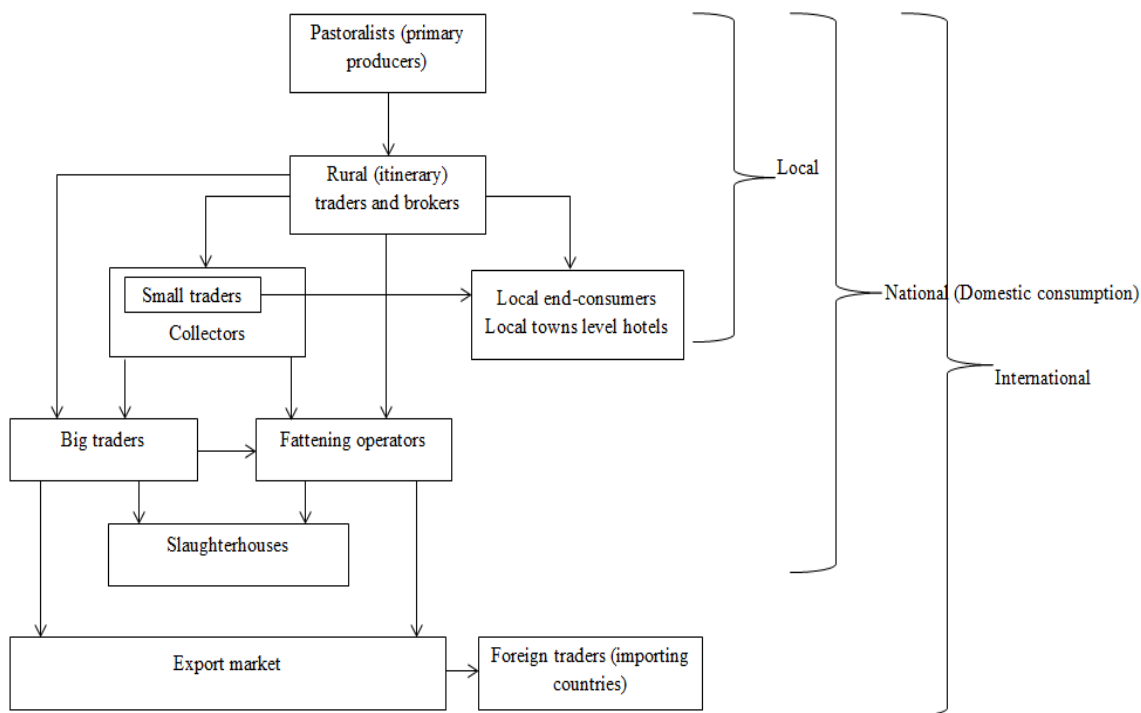 Pastoralists (primary
producers)
Rural (itinerary)
traders and brokers
Local
Small traders
Collectors
Local end-consumers
Local towns level hotels
National (Domestic consumption)
International
Big traders
Fattening operators
Slaughterhouses
Export market
Foreign traders (importing
countries)